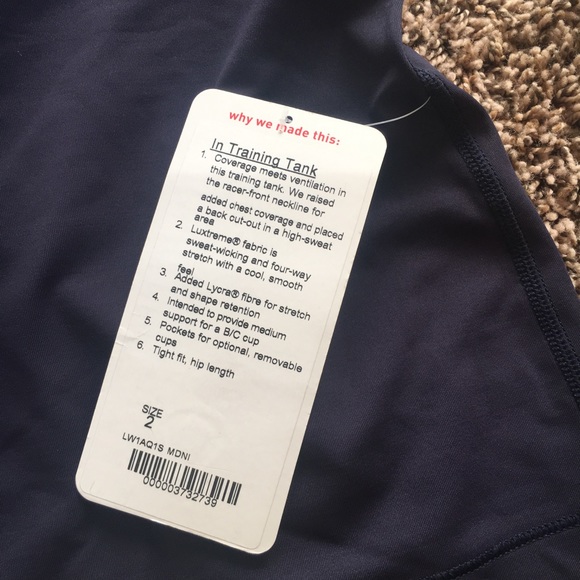 why we made this:
In Training Tank
1. Coverage meets ventilation in
this training tank. We raised
the racer-front neckline for
added chest coverage and placed
a back cut-out in a high-sweat
area
2. Luxtreme® fabric is
sweat-wicking and four-way
stretch with a cool, smooth
feel
3. Added Lycra® fibre for stretch
and shape retention
4. Intended to provide medium
support for a B/C cup
5. Pockets for optional, removable
cups
6. Tight fit, hip length
SIZE
2
LW1AQ1S MDNI
000003732739